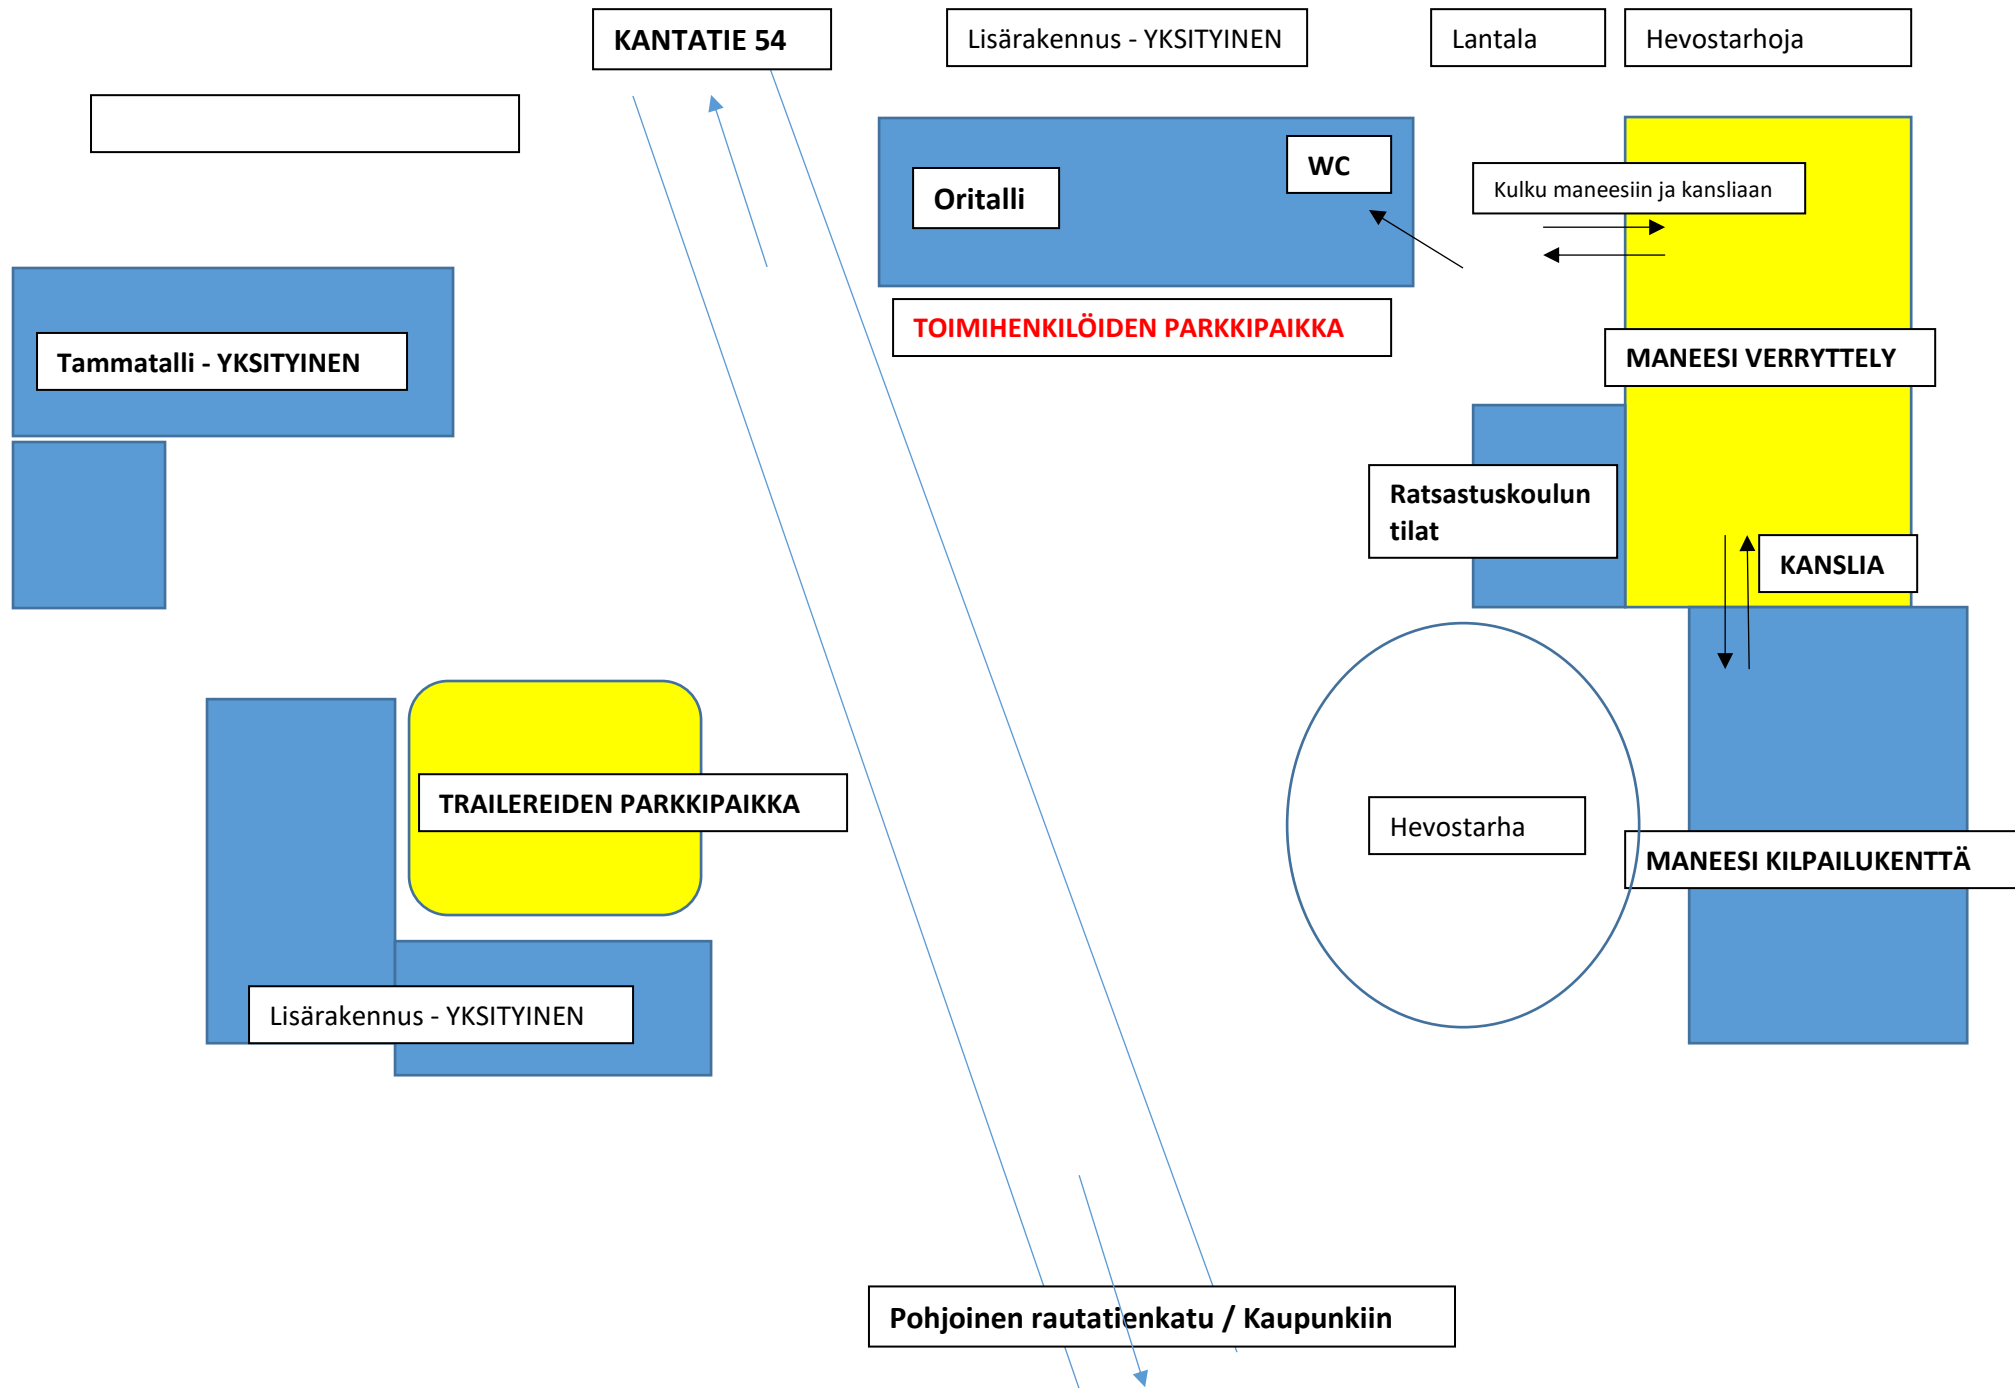 KANTATIE 54
Lisärakennus - YKSITYINEN
Lantala
Hevostarhoja
WC
Oritalli
Kulku maneesiin ja kansliaan
TOIMIHENKILÖIDEN PARKKIPAIKKA
Tammatalli - YKSITYINEN
MANEESI VERRYTTELY
Ratsastuskoulun
tilat
KANSLIA
TRAILEREIDEN PARKKIPAIKKA
Hevostarha
MANEESI KILPAILUKENTTÄ
Lisärakennus - YKSITYINEN
Pohjoinen rautatienkatu / Kaupunkiin